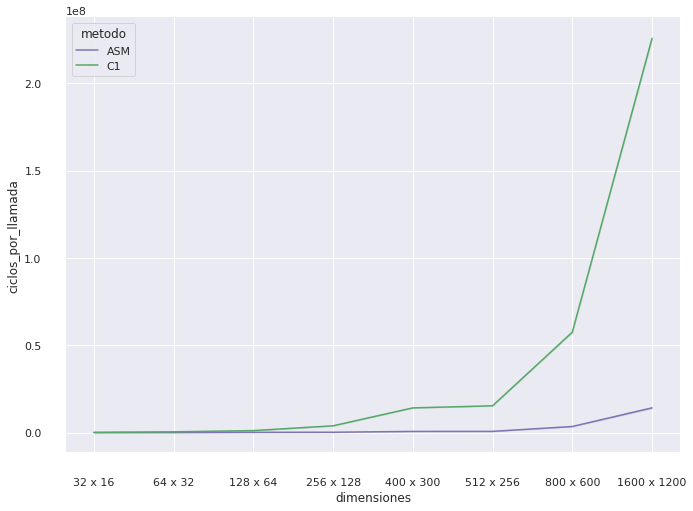 1e8
metodo
ASM
C1
2.0
1.5
1.0
0.5
0.0
ciclos_por_llamada
32 x 16 64 x 32 128 x 64 256 x 128 400 x 300 512 x 256 800 x 600 1600 x 1200
dimensiones